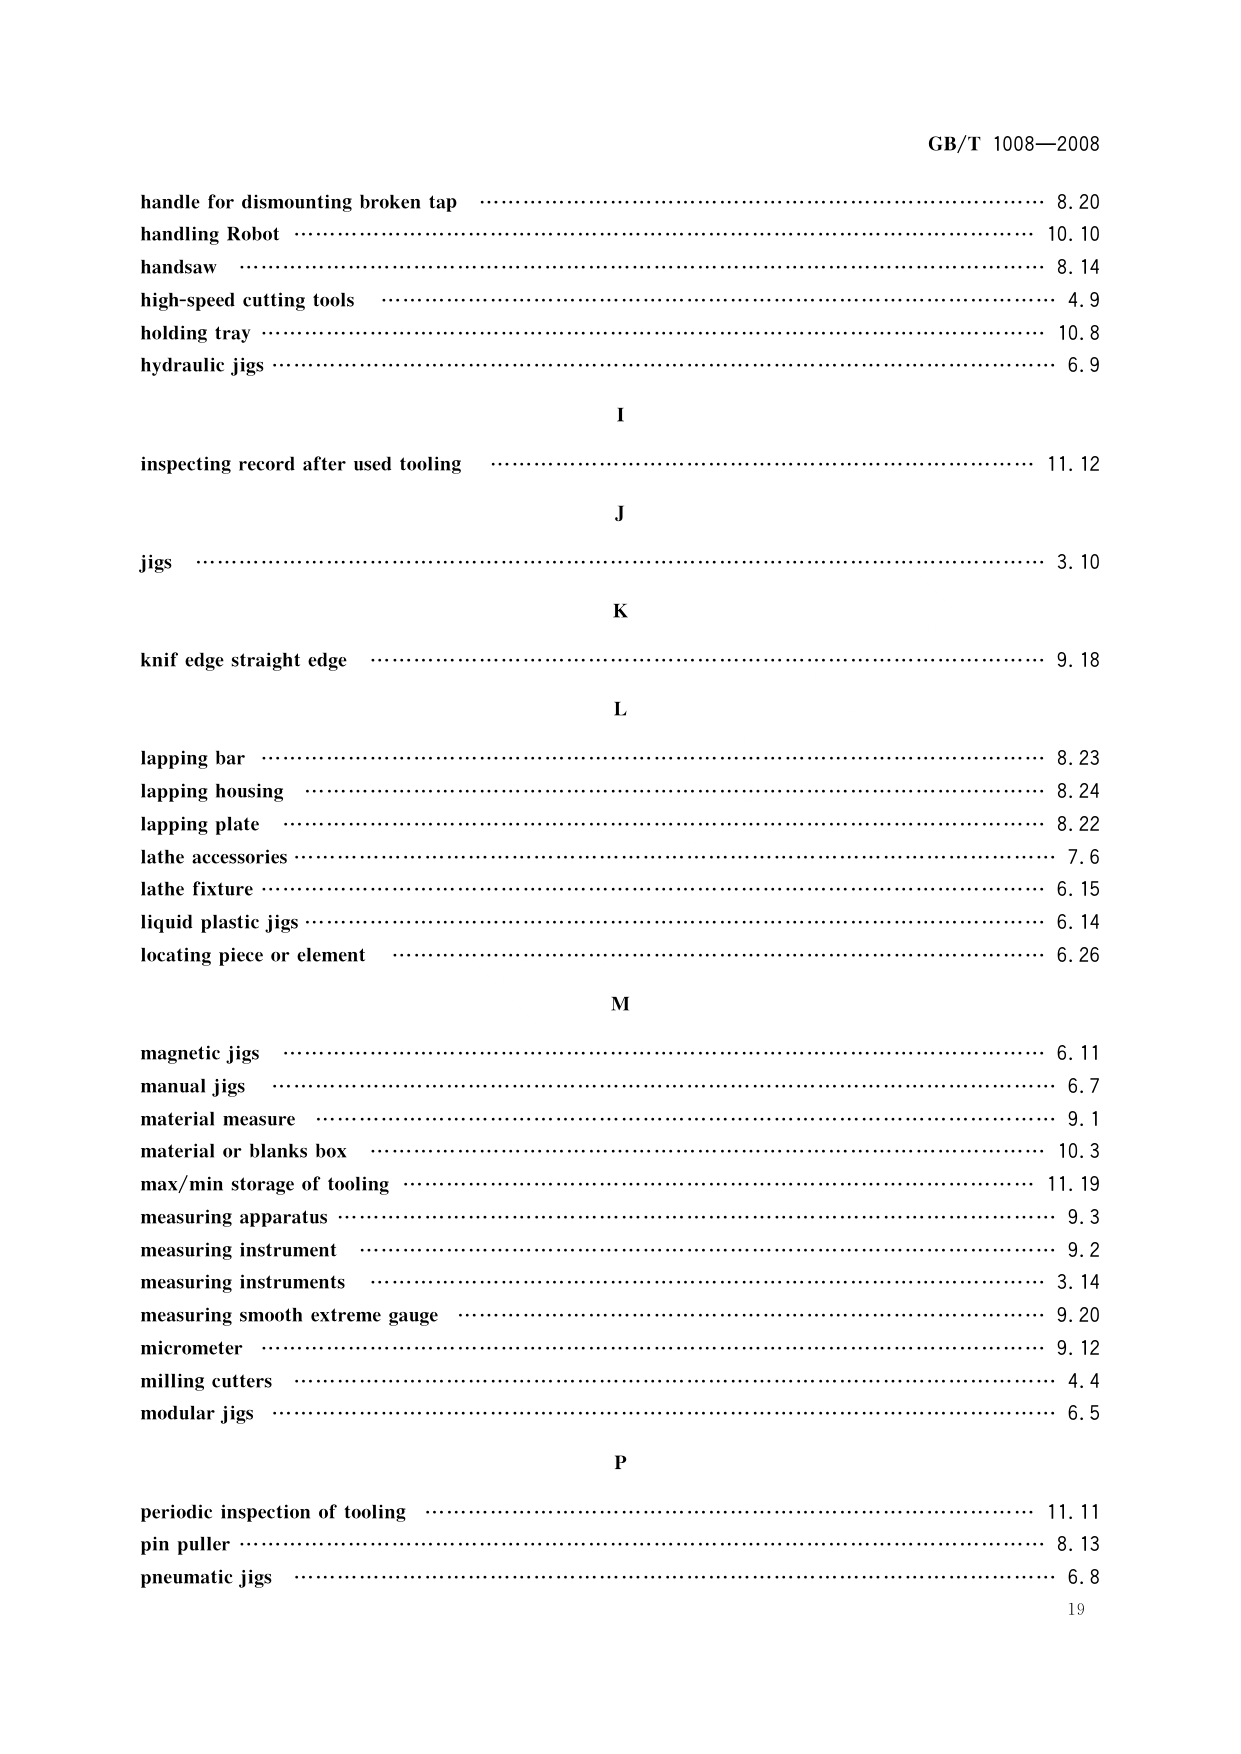 GB/T 1008—2008
handle for dismounting broken tap ……………………………………………………………………… 8.20
handling Robot ……………………………………………………………………………………………… 10.10
handsaw ……………………………………………………………………………………………………… 8.14
high-speed cutting tools …………………………………………………………………………………… 4.9
holding tray …………………………………………………………………………………………………… 10.8
hydraulic jigs ………………………………………………………………………………………………… 6.9
I
inspecting record after used tooling …………………………………………………………………… 11.12
J
jigs …………………………………………………………………………………………………………… 3.10
K
knif edge straight edge …………………………………………………………………………………… 9.18
L
lapping bar …………………………………………………………………………………………………… 8.23
lapping housing ……………………………………………………………………………………………… 8.24
lapping plate ………………………………………………………………………………………………… 8.22
lathe accessories …………………………………………………………………………………………… 7.6
lathe fixture …………………………………………………………………………………………………… 6.15
liquid plastic jigs ……………………………………………………………………………………………… 6.14
locating piece or element ………………………………………………………………………………… 6.26
M
magnetic jigs ………………………………………………………………………………………………… 6.11
manual jigs …………………………………………………………………………………………………… 6.7
material measure …………………………………………………………………………………………… 9.1
material or blanks box ……………………………………………………………………………………… 10.3
max/min storage of tooling ………………………………………………………………………………… 11.19
measuring apparatus ………………………………………………………………………………………… 9.3
measuring instrument ……………………………………………………………………………………… 9.2
measuring instruments ……………………………………………………………………………………… 3.14
measuring smooth extreme gauge ………………………………………………………………………… 9.20
micrometer …………………………………………………………………………………………………… 9.12
milling cutters ………………………………………………………………………………………………… 4.4
modular jigs …………………………………………………………………………………………………… 6.5
P
periodic inspection of tooling ……………………………………………………………………………… 11.11
pin puller ……………………………………………………………………………………………………… 8.13
pneumatic jigs ………………………………………………………………………………………………… 6.8
19